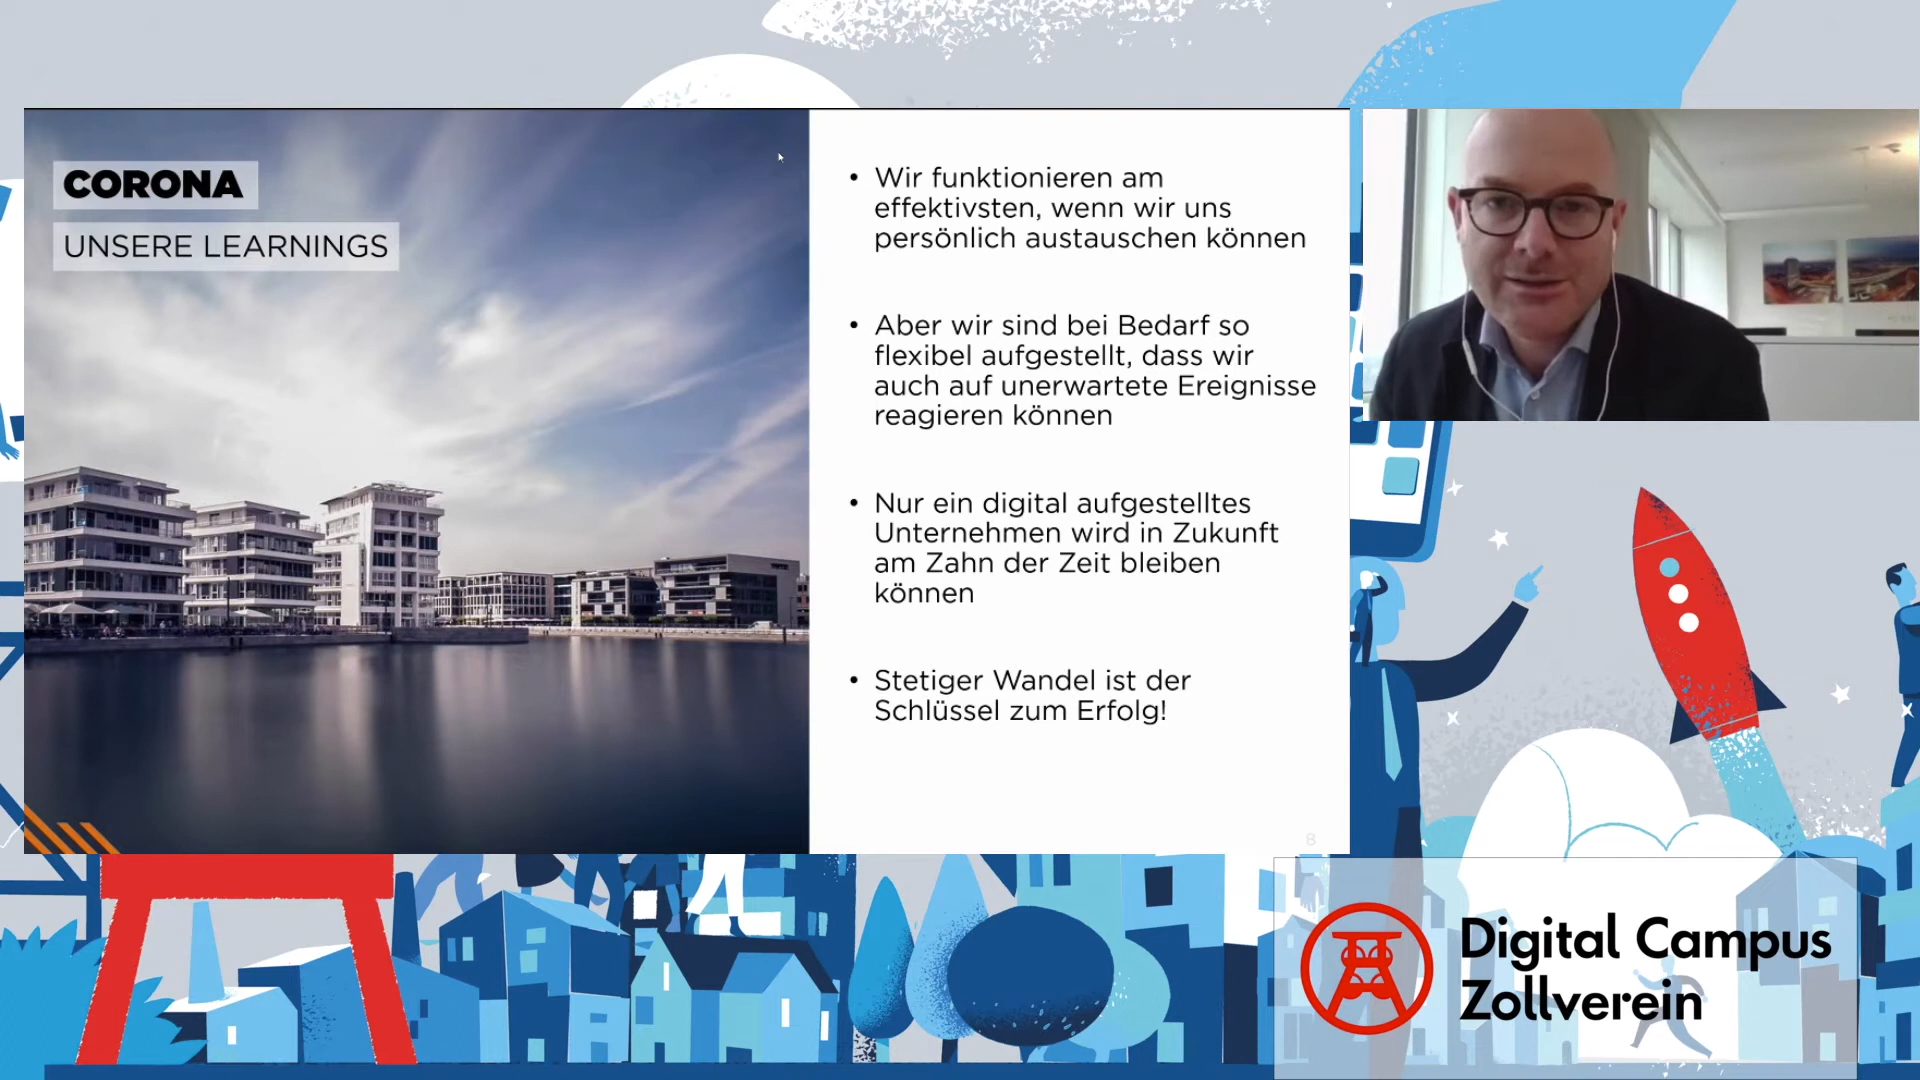 CORONA
UNSERE LEARNINGS
• Wir funktionieren am
effektivsten, wenn wir uns
persönlich austauschen können
• Aber wir sind bei Bedarf so
flexibel aufgestellt, dass wir
auch auf unerwartete Ereignisse
reagieren können
• Nur ein digital aufgestelltes
Unternehmen wird in Zukunft
am Zahn der Zeit bleiben
können
• Stetiger Wandel ist der
Schlüssel zum Erfolg!
8
Digital Campus
Zollverein